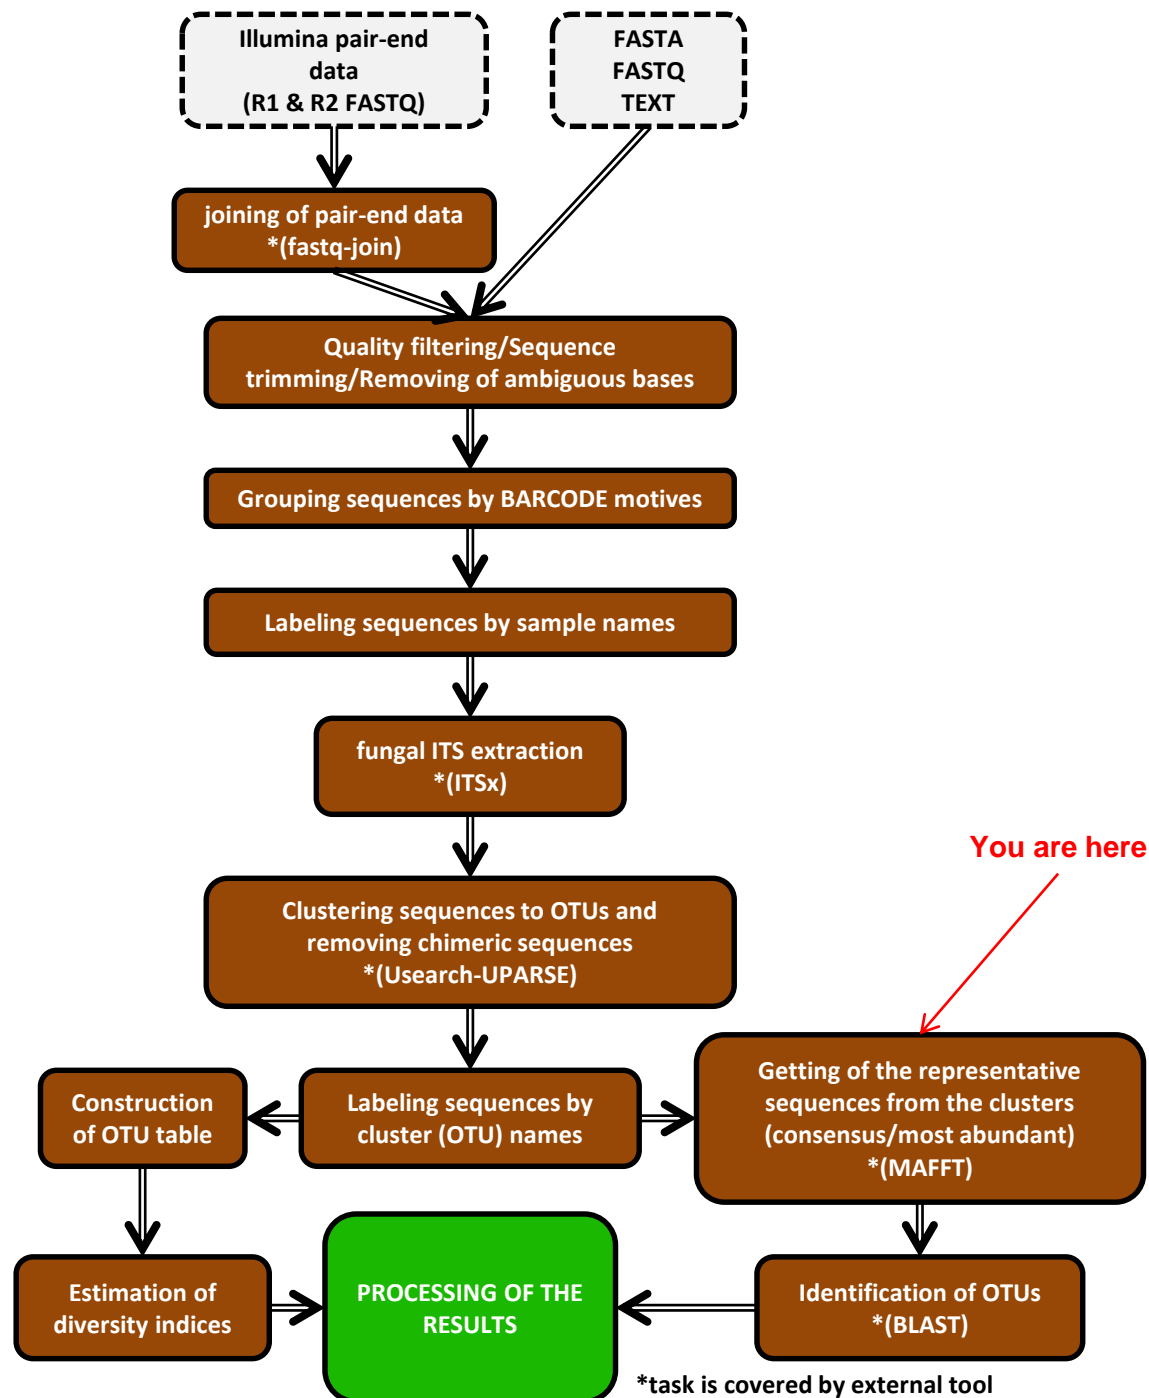 Illumina pair-end
data
(R1 & R2 FASTQ)
FASTA
FASTQ
TEXT
joining of pair-end data
*(fastq-join)
Quality filtering/Sequence
trimming/Removing of ambiguous bases
Grouping sequences by BARCODE motives
Labeling sequences by sample names
fungal ITS extraction
*(ITSx)
You are here
Clustering sequences to OTUs and
removing chimeric sequences
*(Usearch-UPARSE)
Construction
of OTU table
Labeling sequences by
cluster (OTU) names
Getting of the representative
sequences from the clusters
(consensus/most abundant)
*(MAFFT)
Estimation of
diversity indices
PROCESSING OF THE
RESULTS
Identification of OTUs
*(BLAST)
*task is covered by external tool